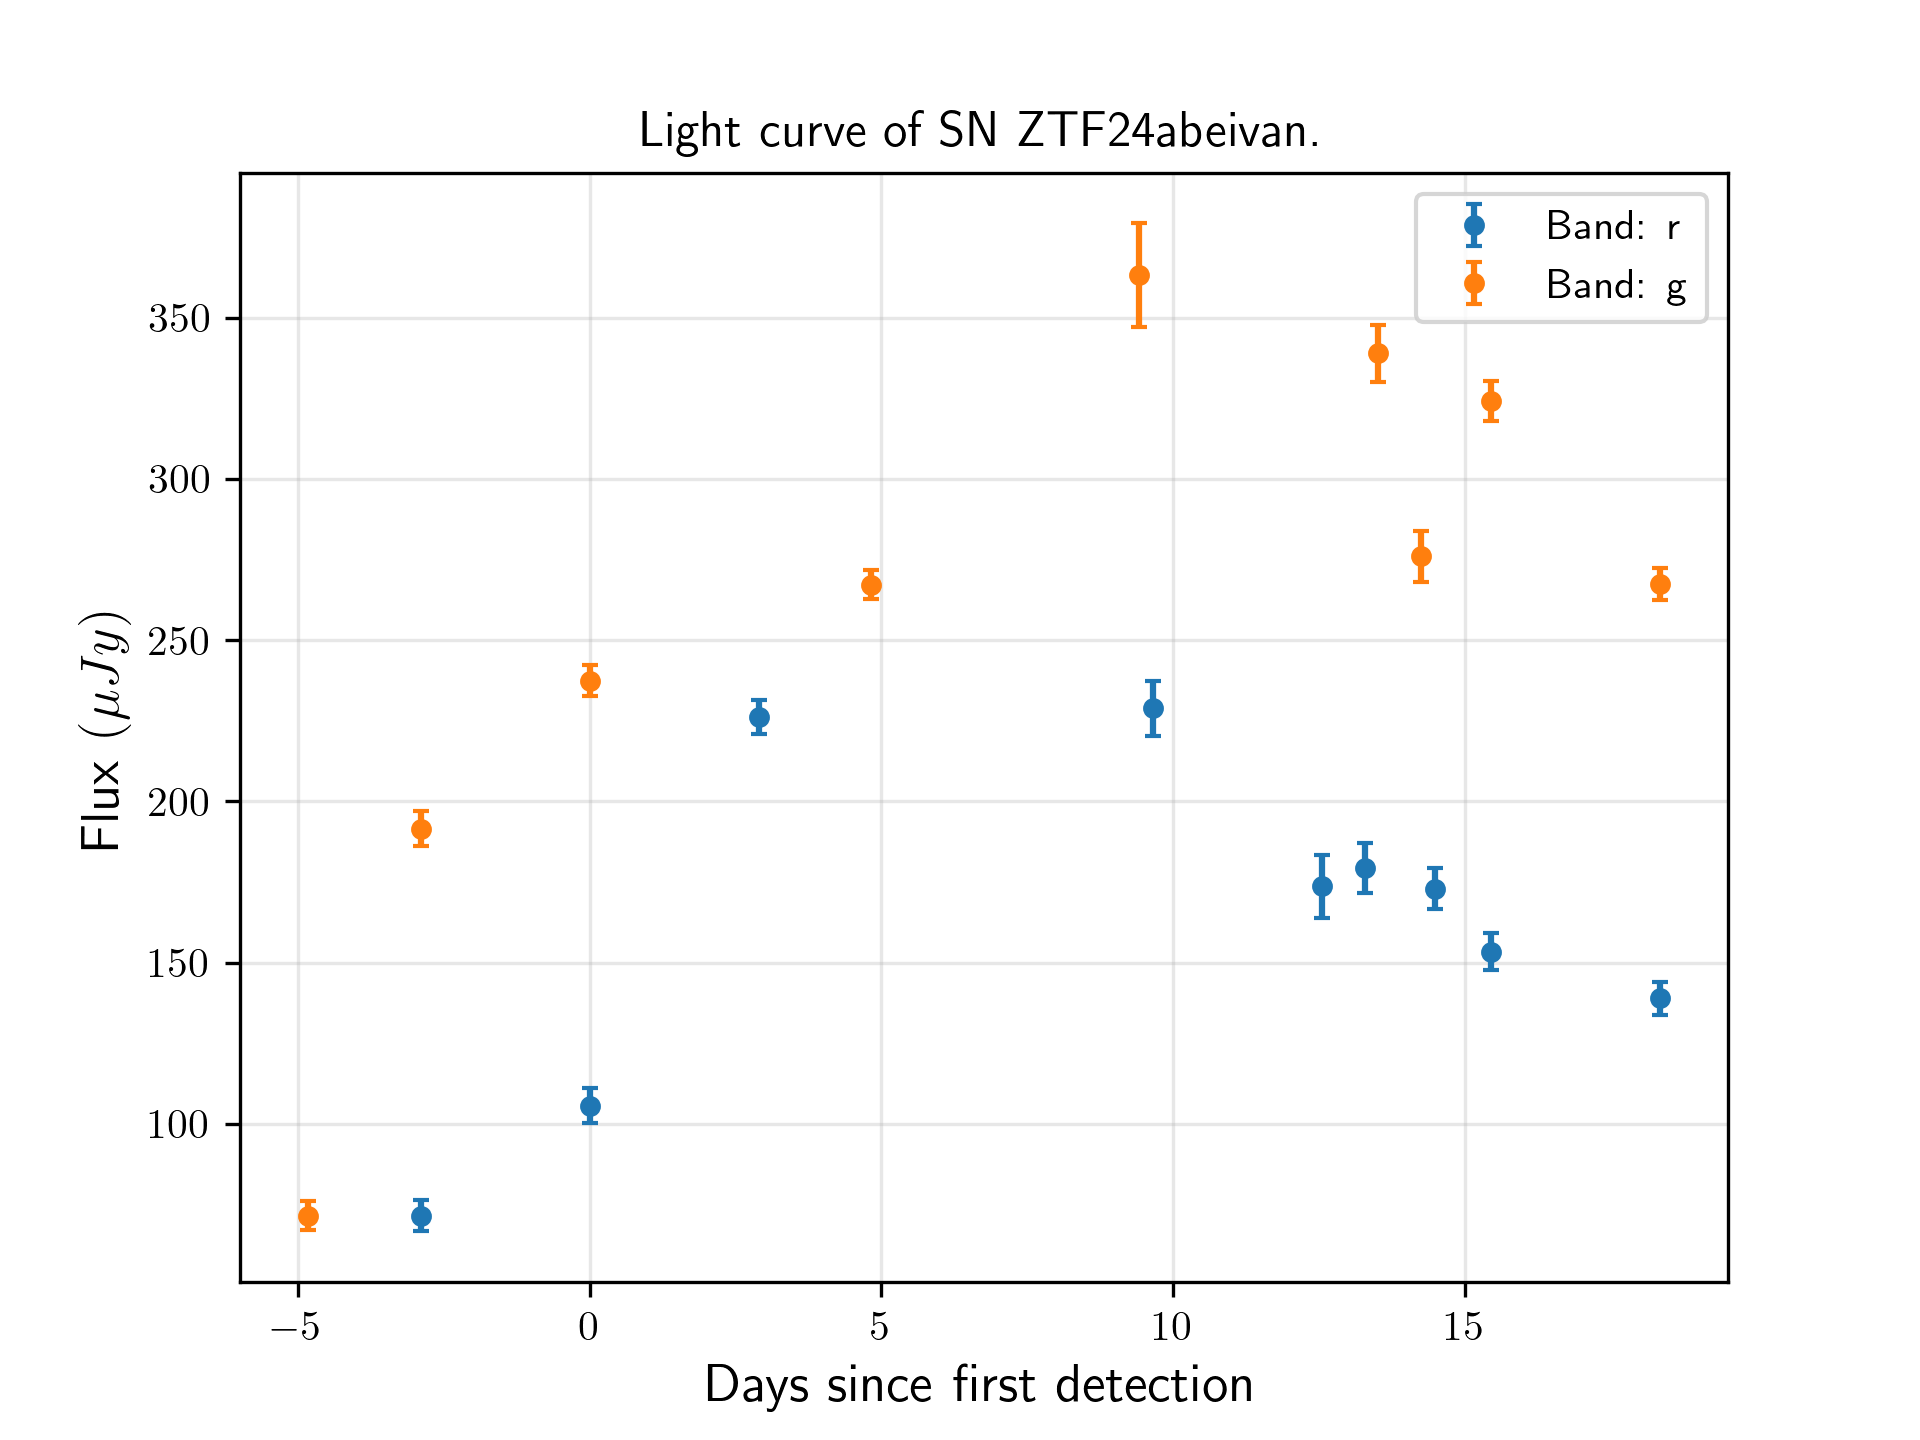 Light curve of SN ZTF24abeivan.
Band: r
Band: g
350
300
250
200
150
100
Flux (μJy)
−5 0 5 10 15
Days since first detection